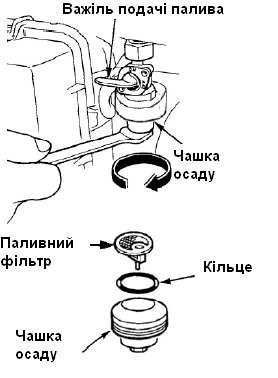 Важіль подачі палива
Чашка
осаду
Паливний
фільтр
Кільце
Чашка
осаду